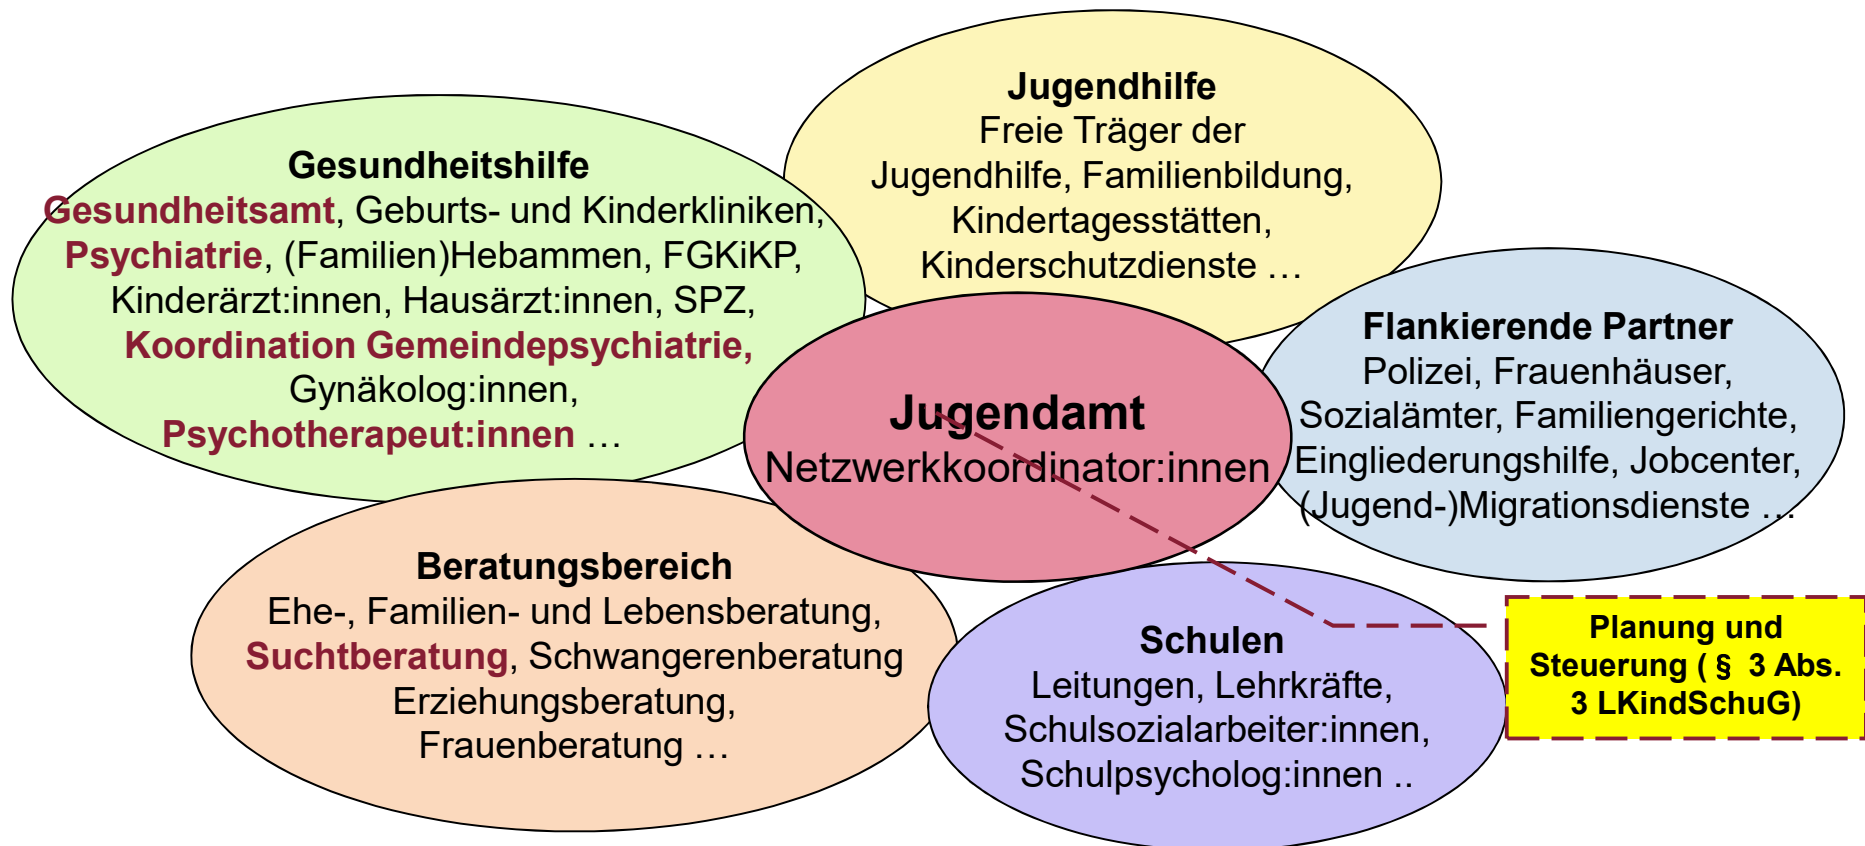 Jugendhilfe
Freie Träger der
Jugendhilfe, Familienbildung,
Kindertagesstätten,
Kinderschutzdienste …
Gesundheitshilfe
Gesundheitsamt, Geburts- und Kinderkliniken,
Psychiatrie, (Familien)Hebammen, FGKiKP,
Kinderärzt:innen, Hausärzt:innen, SPZ,
Koordination Gemeindepsychiatrie,
Gynäkolog:innen,
Psychotherapeut:innen …
Flankierende Partner
Polizei, Frauenhäuser,
Sozialämter, Familiengerichte,
Eingliederungshilfe, Jobcenter,
(Jugend-)Migrationsdienste …
Jugendamt
Netzwerkkoordinator:innen
Beratungsbereich
Ehe-, Familien- und Lebensberatung,
Suchtberatung, Schwangerenberatung
Erziehungsberatung,
Frauenberatung …
Schulen
Leitungen, Lehrkräfte,
Schulsozialarbeiter:innen,
Schulpsycholog:innen ..
Planung und
Steuerung ( § 3 Abs.
3 LKindSchuG)